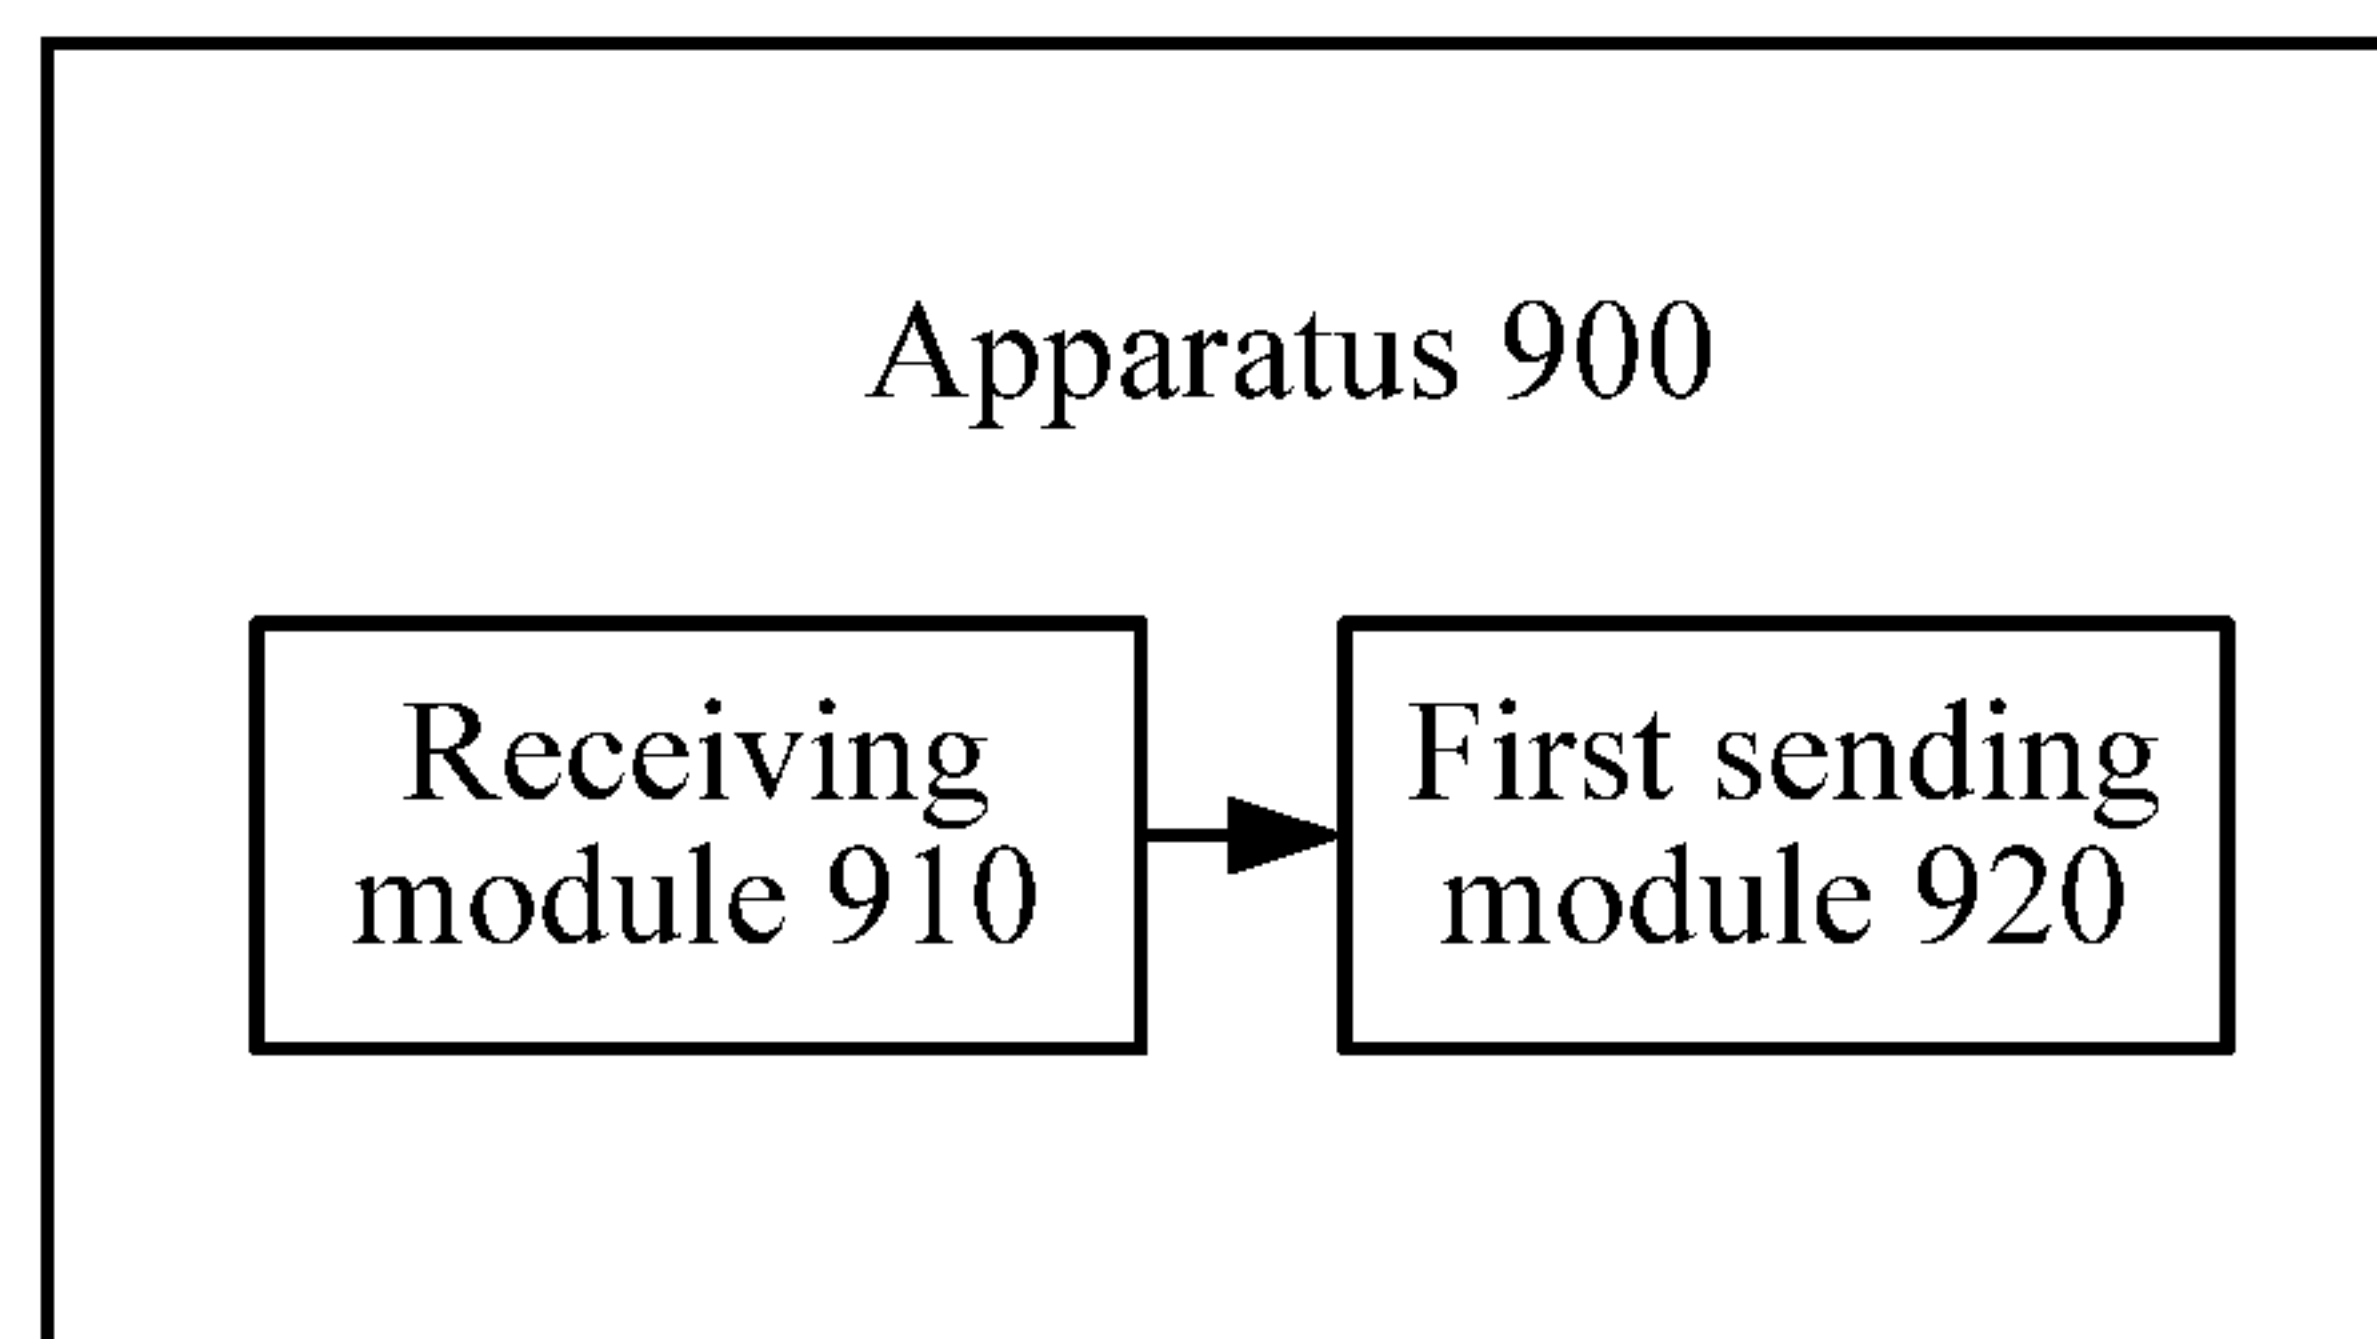 Apparatus 900
Receiving
module 910
First sending
module 920